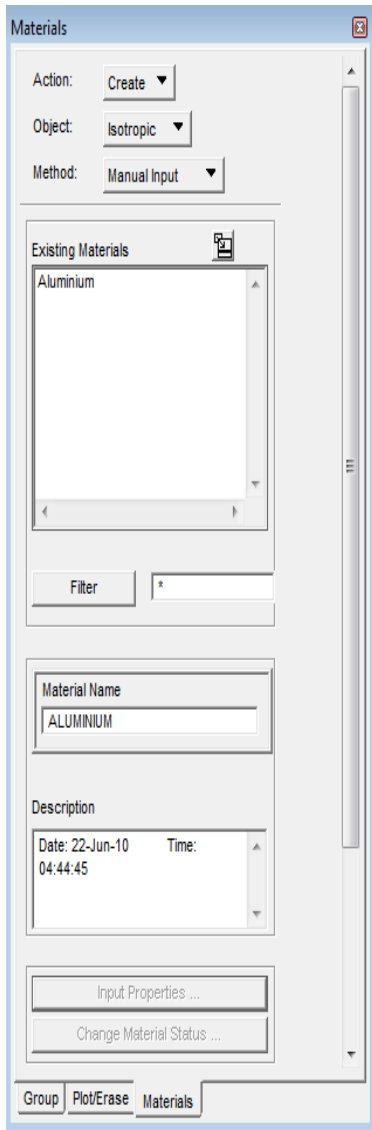 Materials
Action: Create
Object: Isotropic
Method: Manual Input
Existing Materials
Aluminium
Filter *
Material Name
ALUMINIUM
Description
Date: 22-Jun-10 Time:
04:44:45
Input Properties ...
Change Material Status ...
Group Plot/Erase Materials